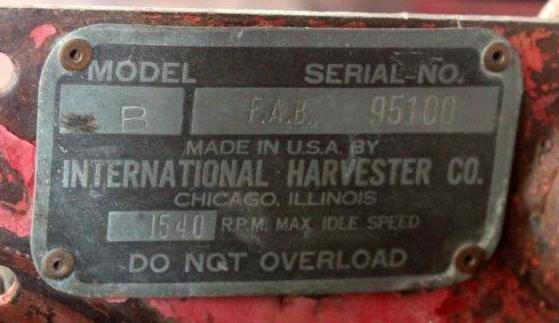 MODEL SERIAL-NO.
B F.A.B. 95100
MADE IN U.S.A. BY
INTERNATIONAL HARVESTER CO.
CHICAGO, ILLINOIS
1540 R.P.M. MAX. IDLE SPEED
DO NOT OVERLOAD